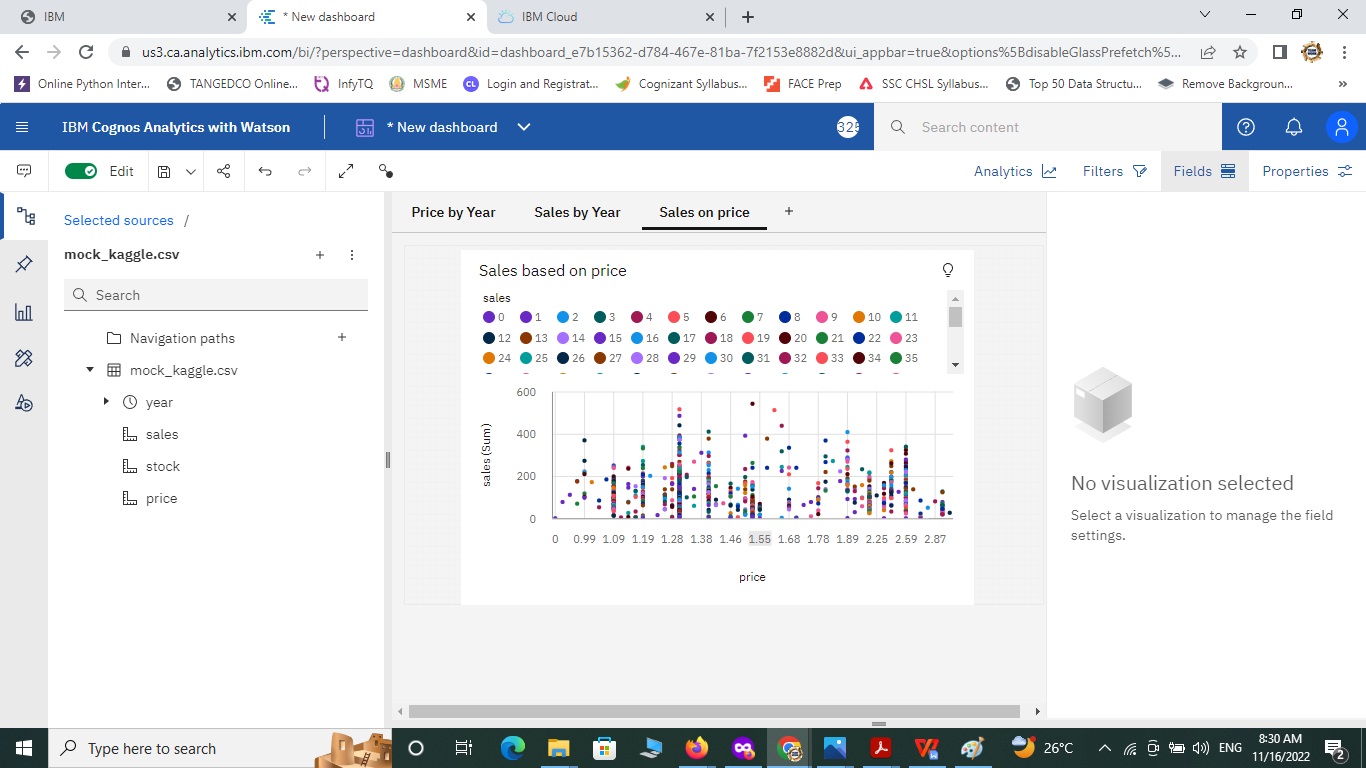 IBM
* New dashboard
IBM Cloud
us3.ca.analytics.ibm.com/bi/?perspective=dashboard&id=dashboard_e7b15362-d784-467e-81ba-7f2153e8882d&ui_appbar=true&options%5BdisableGlassPrefetch%5...
Online Python Inter... TANGEDCO Online... InfyTQ MSME CL Login and Registrat... Cognizant Syllabus... FACE Prep SSC CHSL Syllabus... Top 50 Data Structu... Remove Backgroun... »
IBM Cognos Analytics with Watson
* New dashboard
325
Search content
Edit
Analytics
Filters
Fields
Properties
Selected sources /
mock_kaggle.csv
Search
Navigation paths
mock_kaggle.csv
year
sales
stock
price
Price by Year
Sales by Year
Sales on price
Sales based on price
sales
0 1 2 3 4 5 6 7 8 9 10 11
12 13 14 15 16 17 18 19 20 21 22 23
24 25 26 27 28 29 30 31 32 33 34 35
sales (Sum)
600
400
200
0
0 0.99 1.09 1.19 1.28 1.38 1.46 1.55 1.68 1.78 1.89 2.25 2.59 2.87
price
No visualization selected
Select a visualization to manage the field
settings.
Type here to search
26°C
ENG
8:30 AM
11/16/2022
2